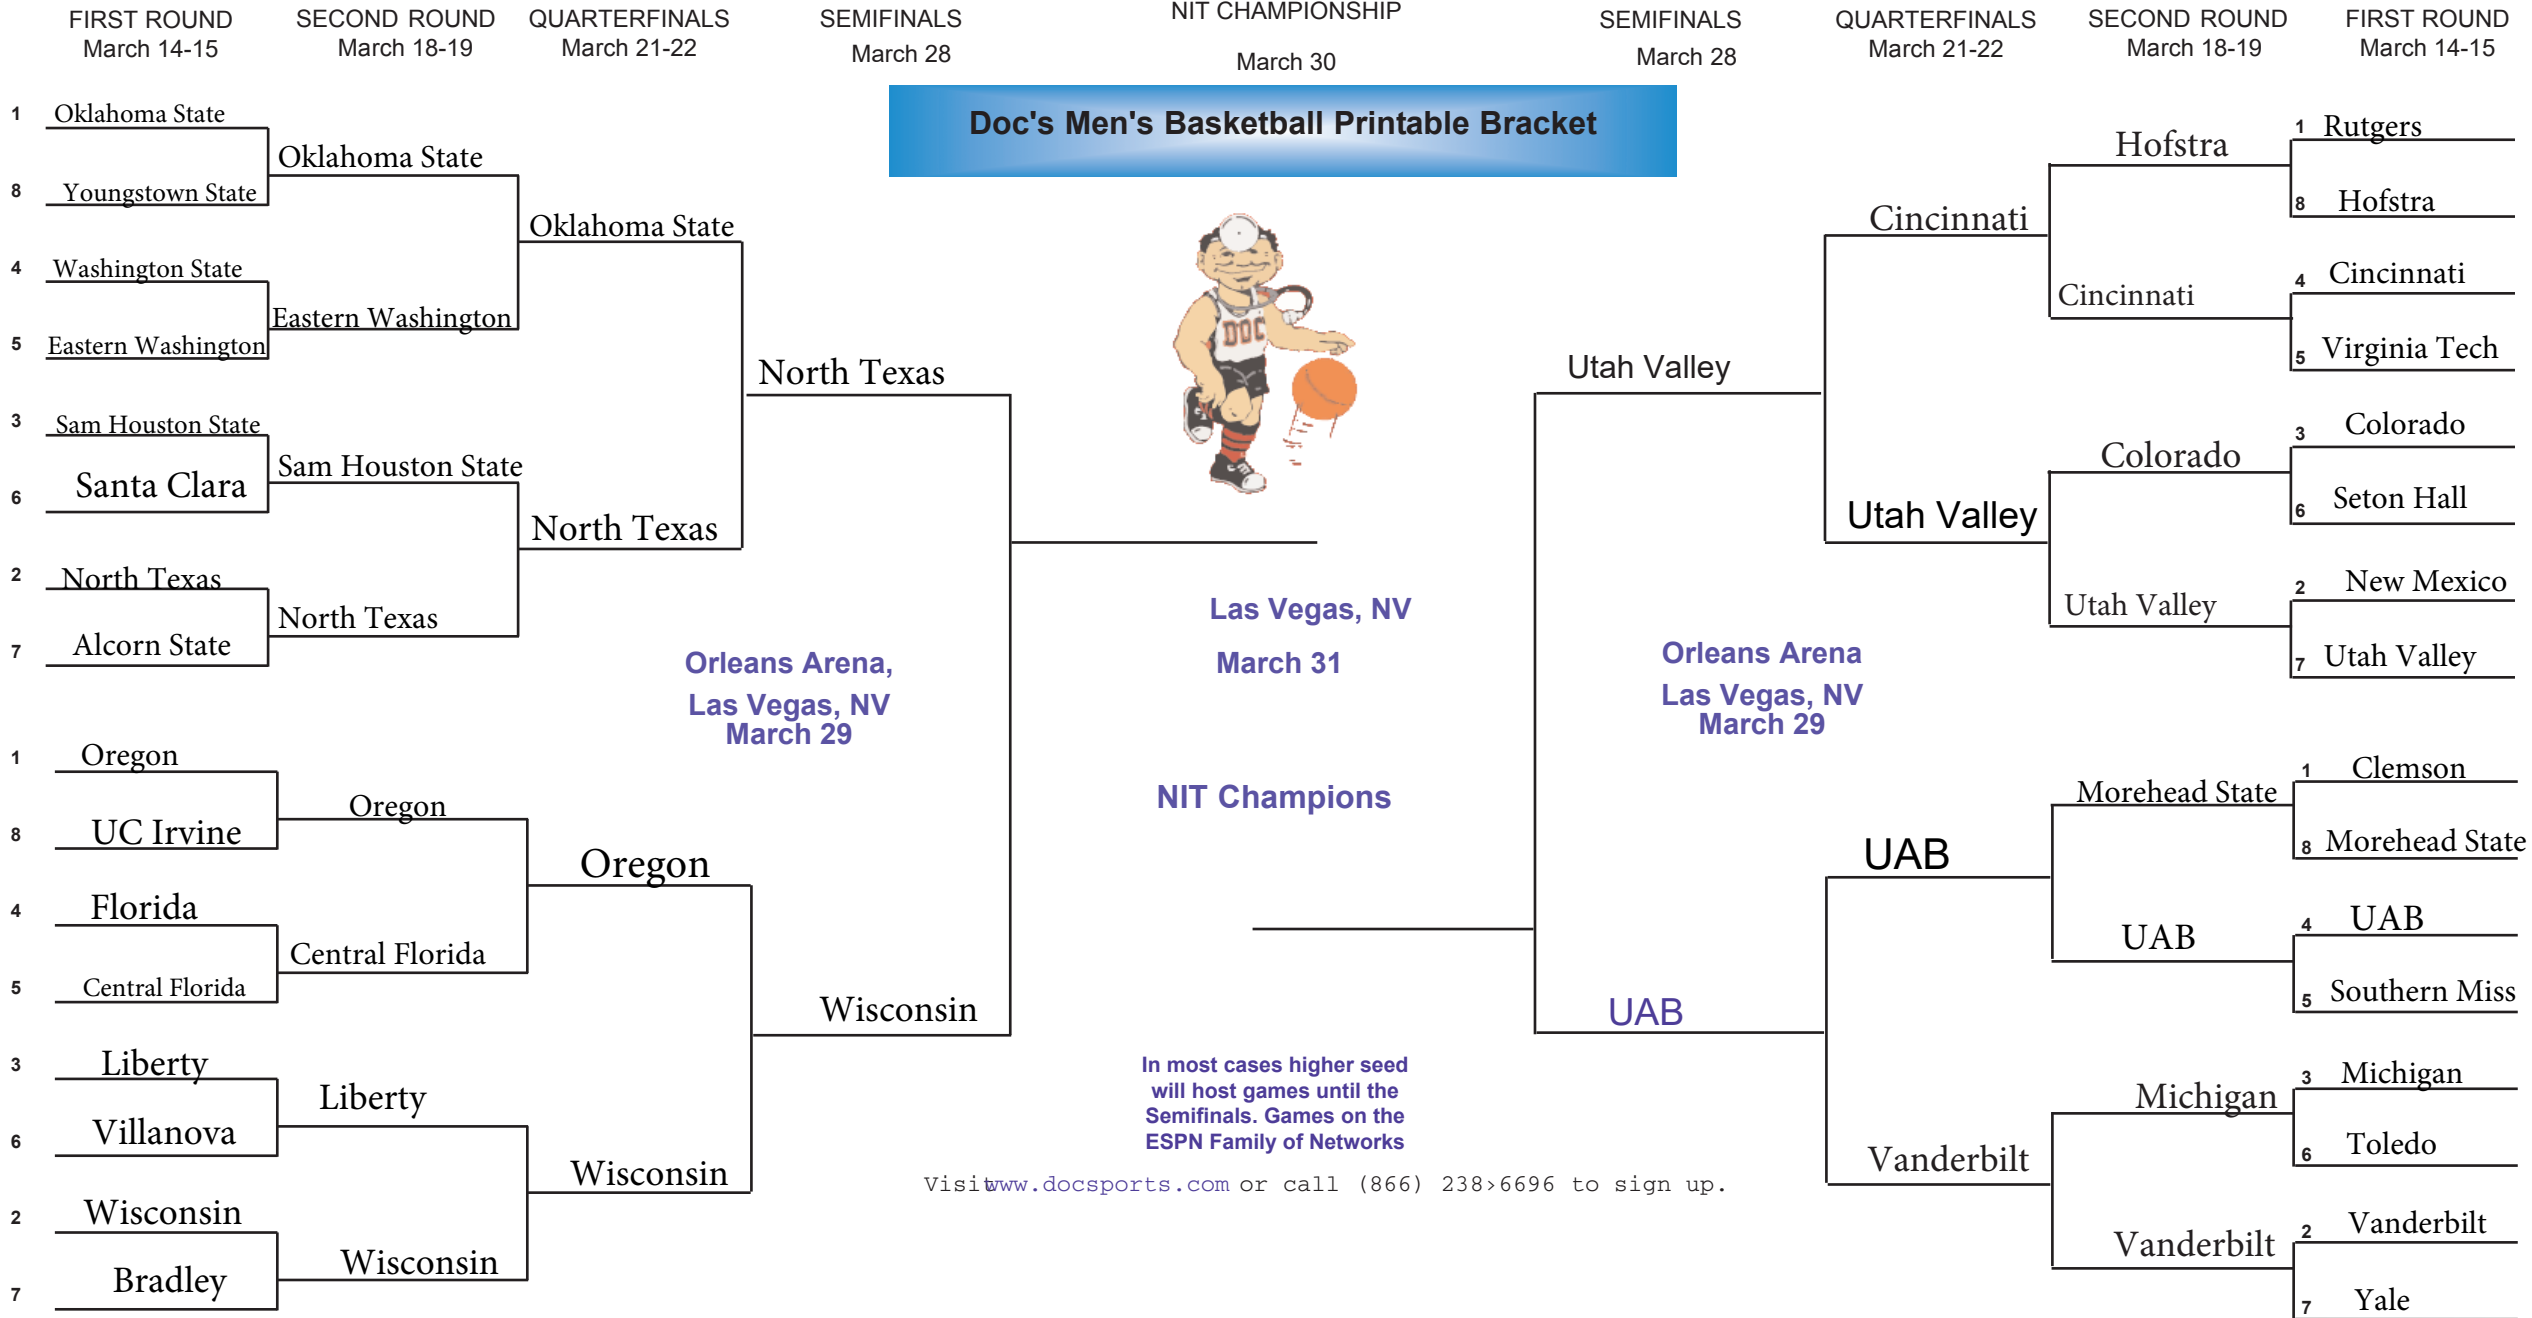 FIRST ROUND
March 14-15
SECOND ROUND
March 18-19
QUARTERFINALS
March 21-22
SEMIFINALS
March 28
NIT CHAMPIONSHIP
March 30
SEMIFINALS
March 28
QUARTERFINALS
March 21-22
SECOND ROUND
March 18-19
FIRST ROUND
March 14-15
Doc's Men's Basketball Printable Bracket
1 Oklahoma State
8 Youngstown State
4 Washington State
5 Eastern Washington
3 Sam Houston State
6 Santa Clara
2 North Texas
7 Alcorn State
1 Oregon
8 UC Irvine
4 Florida
5 Central Florida
3 Liberty
6 Villanova
2 Wisconsin
7 Bradley
Oklahoma State
Eastern Washington
Sam Houston State
North Texas
Oregon
Central Florida
Liberty
Wisconsin
Oklahoma State
North Texas
Oregon
Wisconsin
North Texas
Wisconsin
Orleans Arena,
Las Vegas, NV
March 29
DOC
Las Vegas, NV
March 31
NIT Champions
In most cases higher seed
will host games until the
Semifinals. Games on the
ESPN Family of Networks
Visit www.docsports.com or call (866) 238›6696 to sign up.
Utah Valley
UAB
Orleans Arena
Las Vegas, NV
March 29
Cincinnati
Utah Valley
UAB
Vanderbilt
Hofstra
Cincinnati
Colorado
Utah Valley
Morehead State
UAB
Michigan
Vanderbilt
1 Rutgers
8 Hofstra
4 Cincinnati
5 Virginia Tech
3 Colorado
6 Seton Hall
2 New Mexico
7 Utah Valley
1 Clemson
8 Morehead State
4 UAB
5 Southern Miss
3 Michigan
6 Toledo
2 Vanderbilt
7 Yale